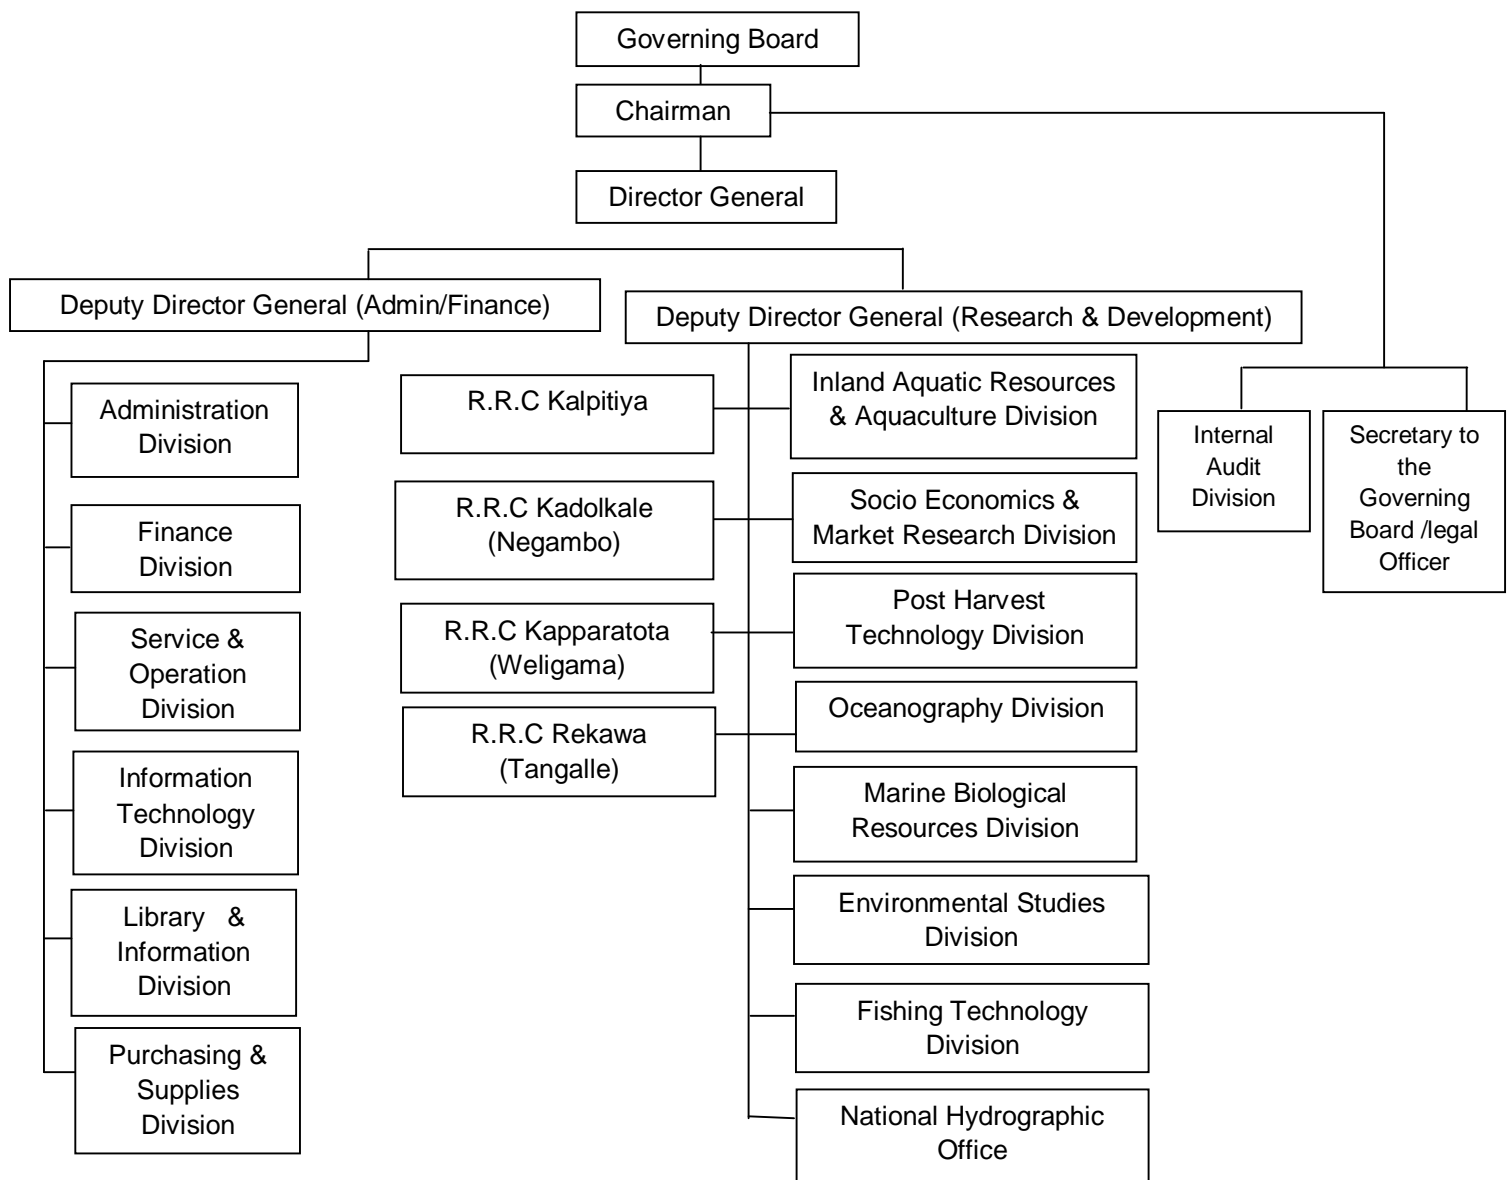 Governing Board
Chairman
Director General
Deputy Director General (Admin/Finance)
Deputy Director General (Research & Development)
Administration
Division
Finance
Division
Service &
Operation
Division
Information
Technology
Division
Library & 
Information
Division
Purchasing &
Supplies
Division
R.R.C Kalpitiya
R.R.C Kadolkale
(Negambo)
R.R.C Kapparatota
(Weligama)
R.R.C Rekawa
(Tangalle)
Inland Aquatic Resources
& Aquaculture Division
Socio Economics &
Market Research Division
Post Harvest
Technology Division
Oceanography Division
Marine Biological
Resources Division
Environmental Studies
Division
Fishing Technology
Division
National Hydrographic
Office
Internal
Audit
Division
Secretary to
the
Governing
Board /legal
Officer